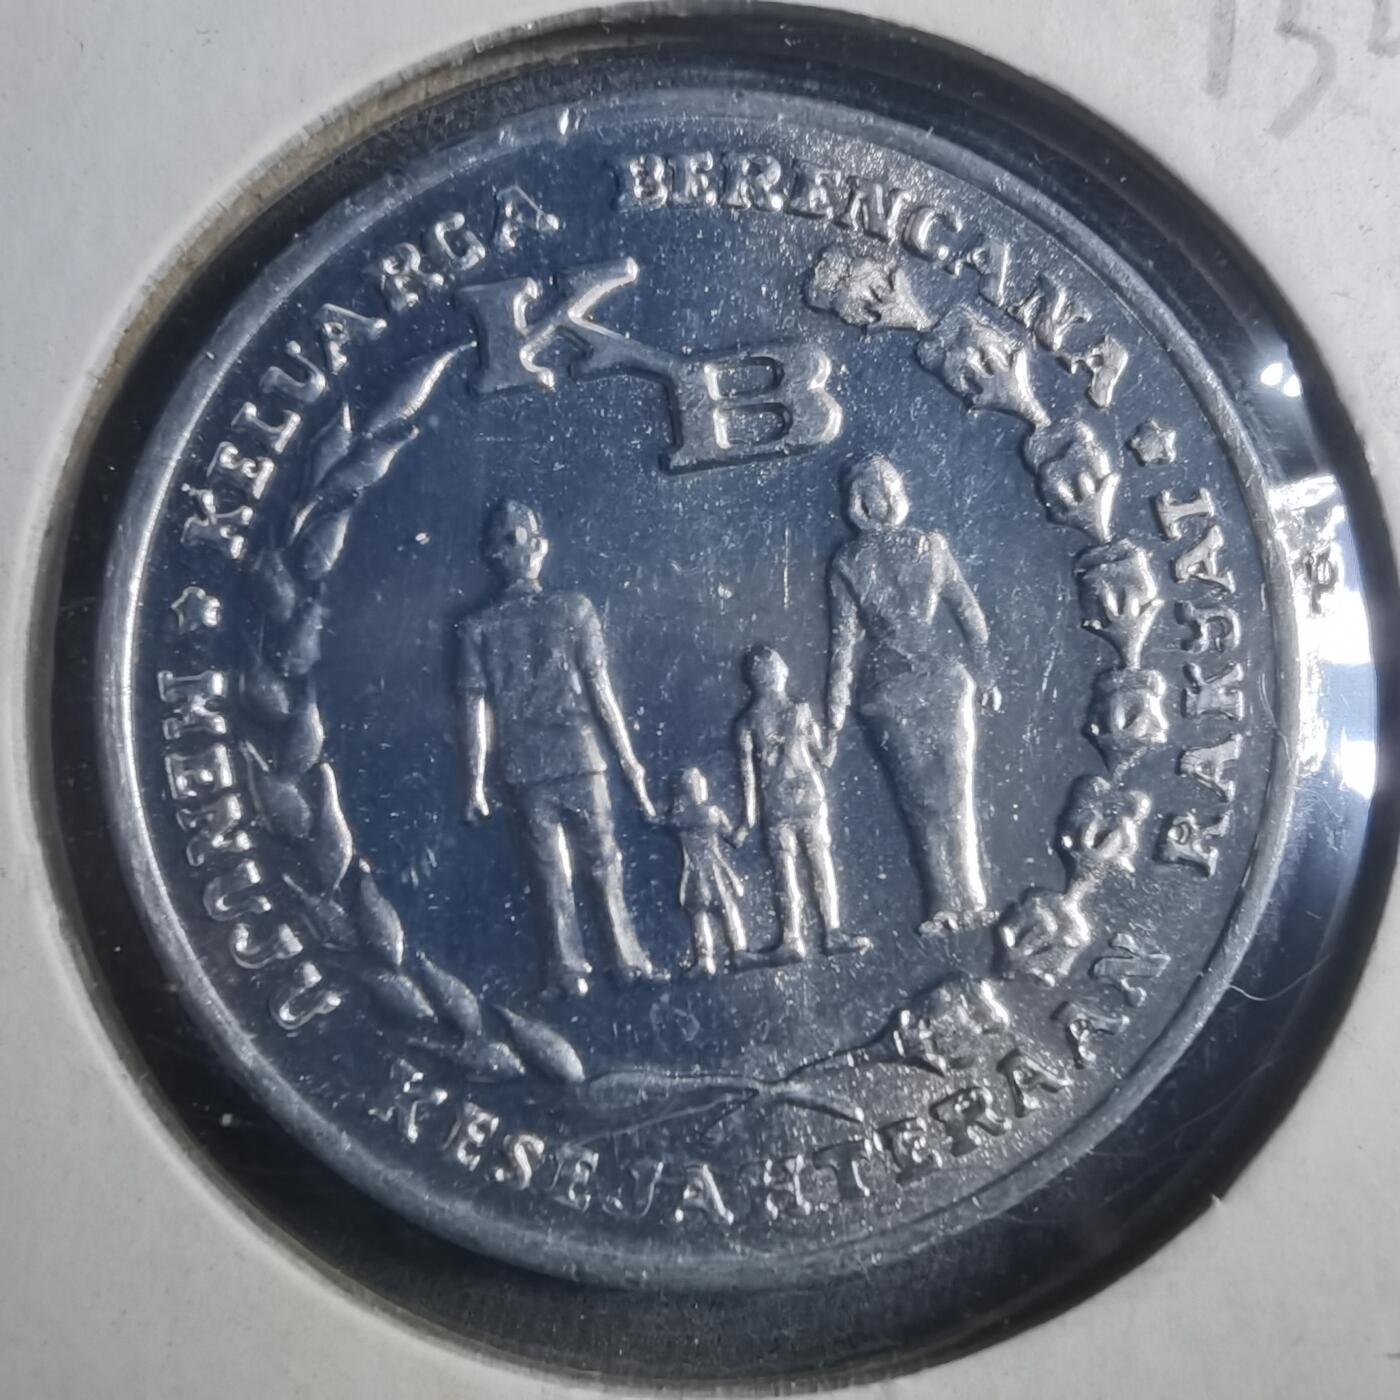 KELUARGA BERENCANA
KB
MENUJU KESEJAHTERAAN RAKYAT